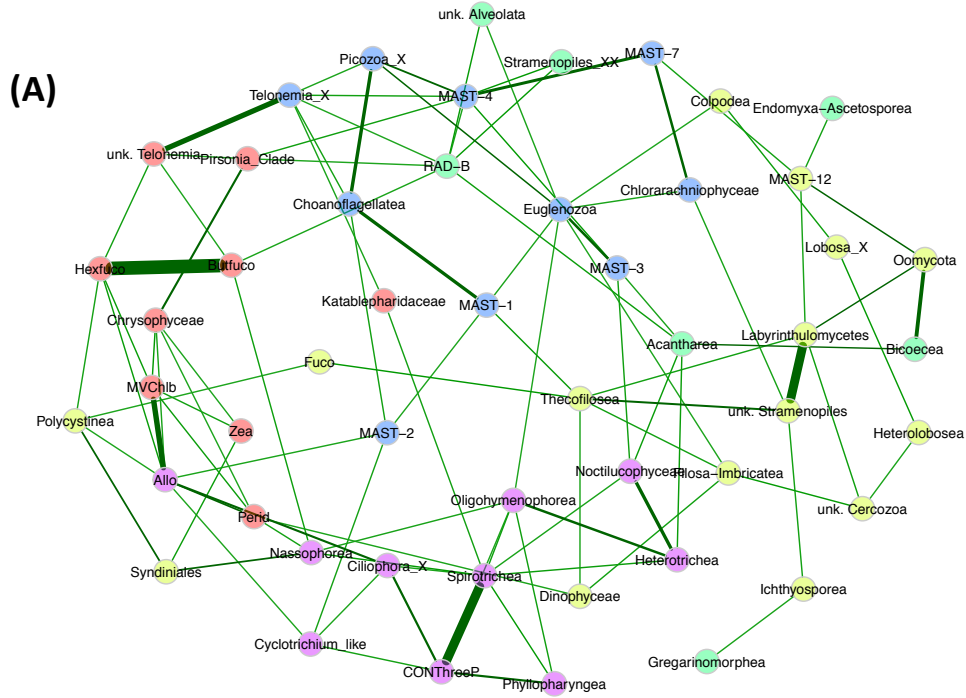 (A)
unk. Alveolata
Picozoa_X
MAST-7
Stramenopiles_XX
Telonemia_X
MAST-4
Colpodea
Endomyxa-Ascetosporea
unk. Telonemia
Pirsonia_Clade
RAD-B
MAST-12
Choanoflagellatea
Euglenozoa
Chlorarachniophyceae
Lobosa_X
Oomycota
Hexfuco
Butfuco
MAST-3
Katablepharidaceae
MAST-1
Chrysophyceae
Labyrinthulomycetes
Acantharea
Bicoecea
Fuco
MVChlb
Thecofilosea
unk. Stramenopiles
Polycystinea
Zea
MAST-2
Heterolobosea
Allo
Noctilucophyceae
Filosa-Imbricatea
Oligohymenophorea
unk. Cercozoa
Perid
Nassophorea
Ciliophora_X
Spirotrichea
Heterotrichea
Syndiniales
Dinophyceae
Ichthyosporea
Cyclotrichium_like
Gregarinomorphea
CONThreeP
Phyllopharyngea